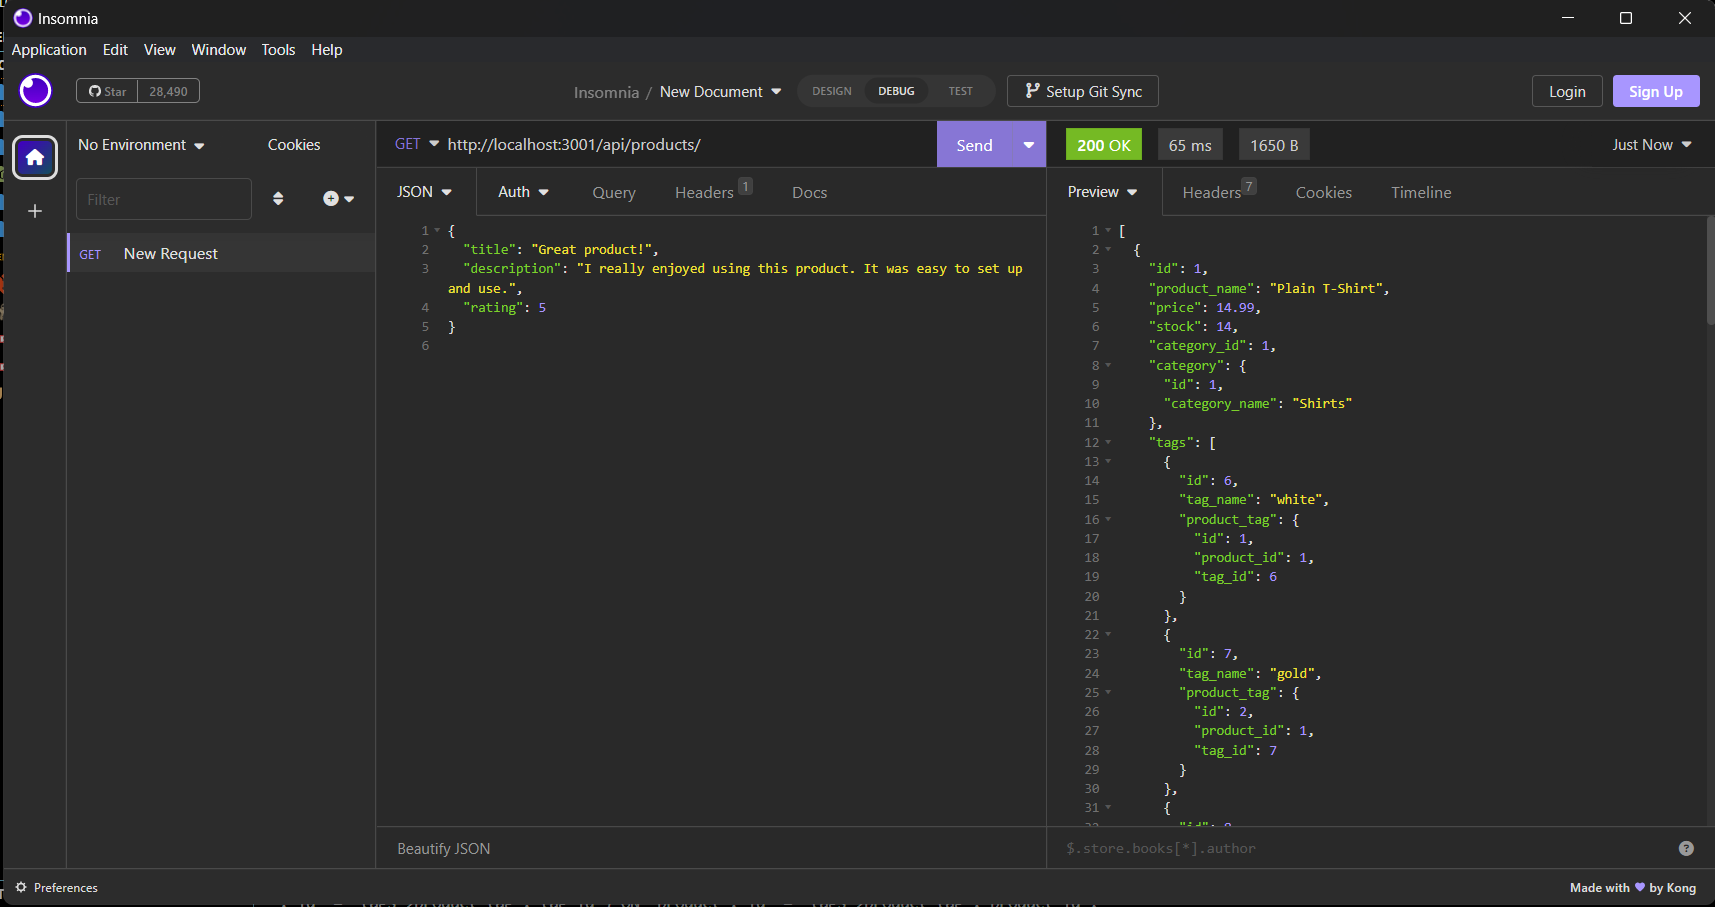 Insomnia
Application Edit View Window Tools Help
Star 28,490
Insomnia / New Document
DESIGN DEBUG TEST
Setup Git Sync
Login
Sign Up
No Environment
Cookies
Filter
GET New Request
GET http://localhost:3001/api/products/
Send
JSON Auth Query Headers 1 Docs
1 {
2 "title": "Great product!",
3 "description": "I really enjoyed using this product. It was easy to set up
and use.",
4 "rating": 5
5 }
6
Beautify JSON
200 OK 65 ms 1650 B Just Now
Preview Headers 7 Cookies Timeline
1 [
2 {
3 "id": 1,
4 "product_name": "Plain T-Shirt",
5 "price": 14.99,
6 "stock": 14,
7 "category_id": 1,
8 "category": {
9 "id": 1,
10 "category_name": "Shirts"
11 },
12 "tags": [
13 {
14 "id": 6,
15 "tag_name": "white",
16 "product_tag": {
17 "id": 1,
18 "product_id": 1,
19 "tag_id": 6
20 }
21 },
22 {
23 "id": 7,
24 "tag_name": "gold",
25 "product_tag": {
26 "id": 2,
27 "product_id": 1,
28 "tag_id": 7
29 }
30 },
31 {
$.store.books[*].author
Preferences
Made with 💜 by Kong